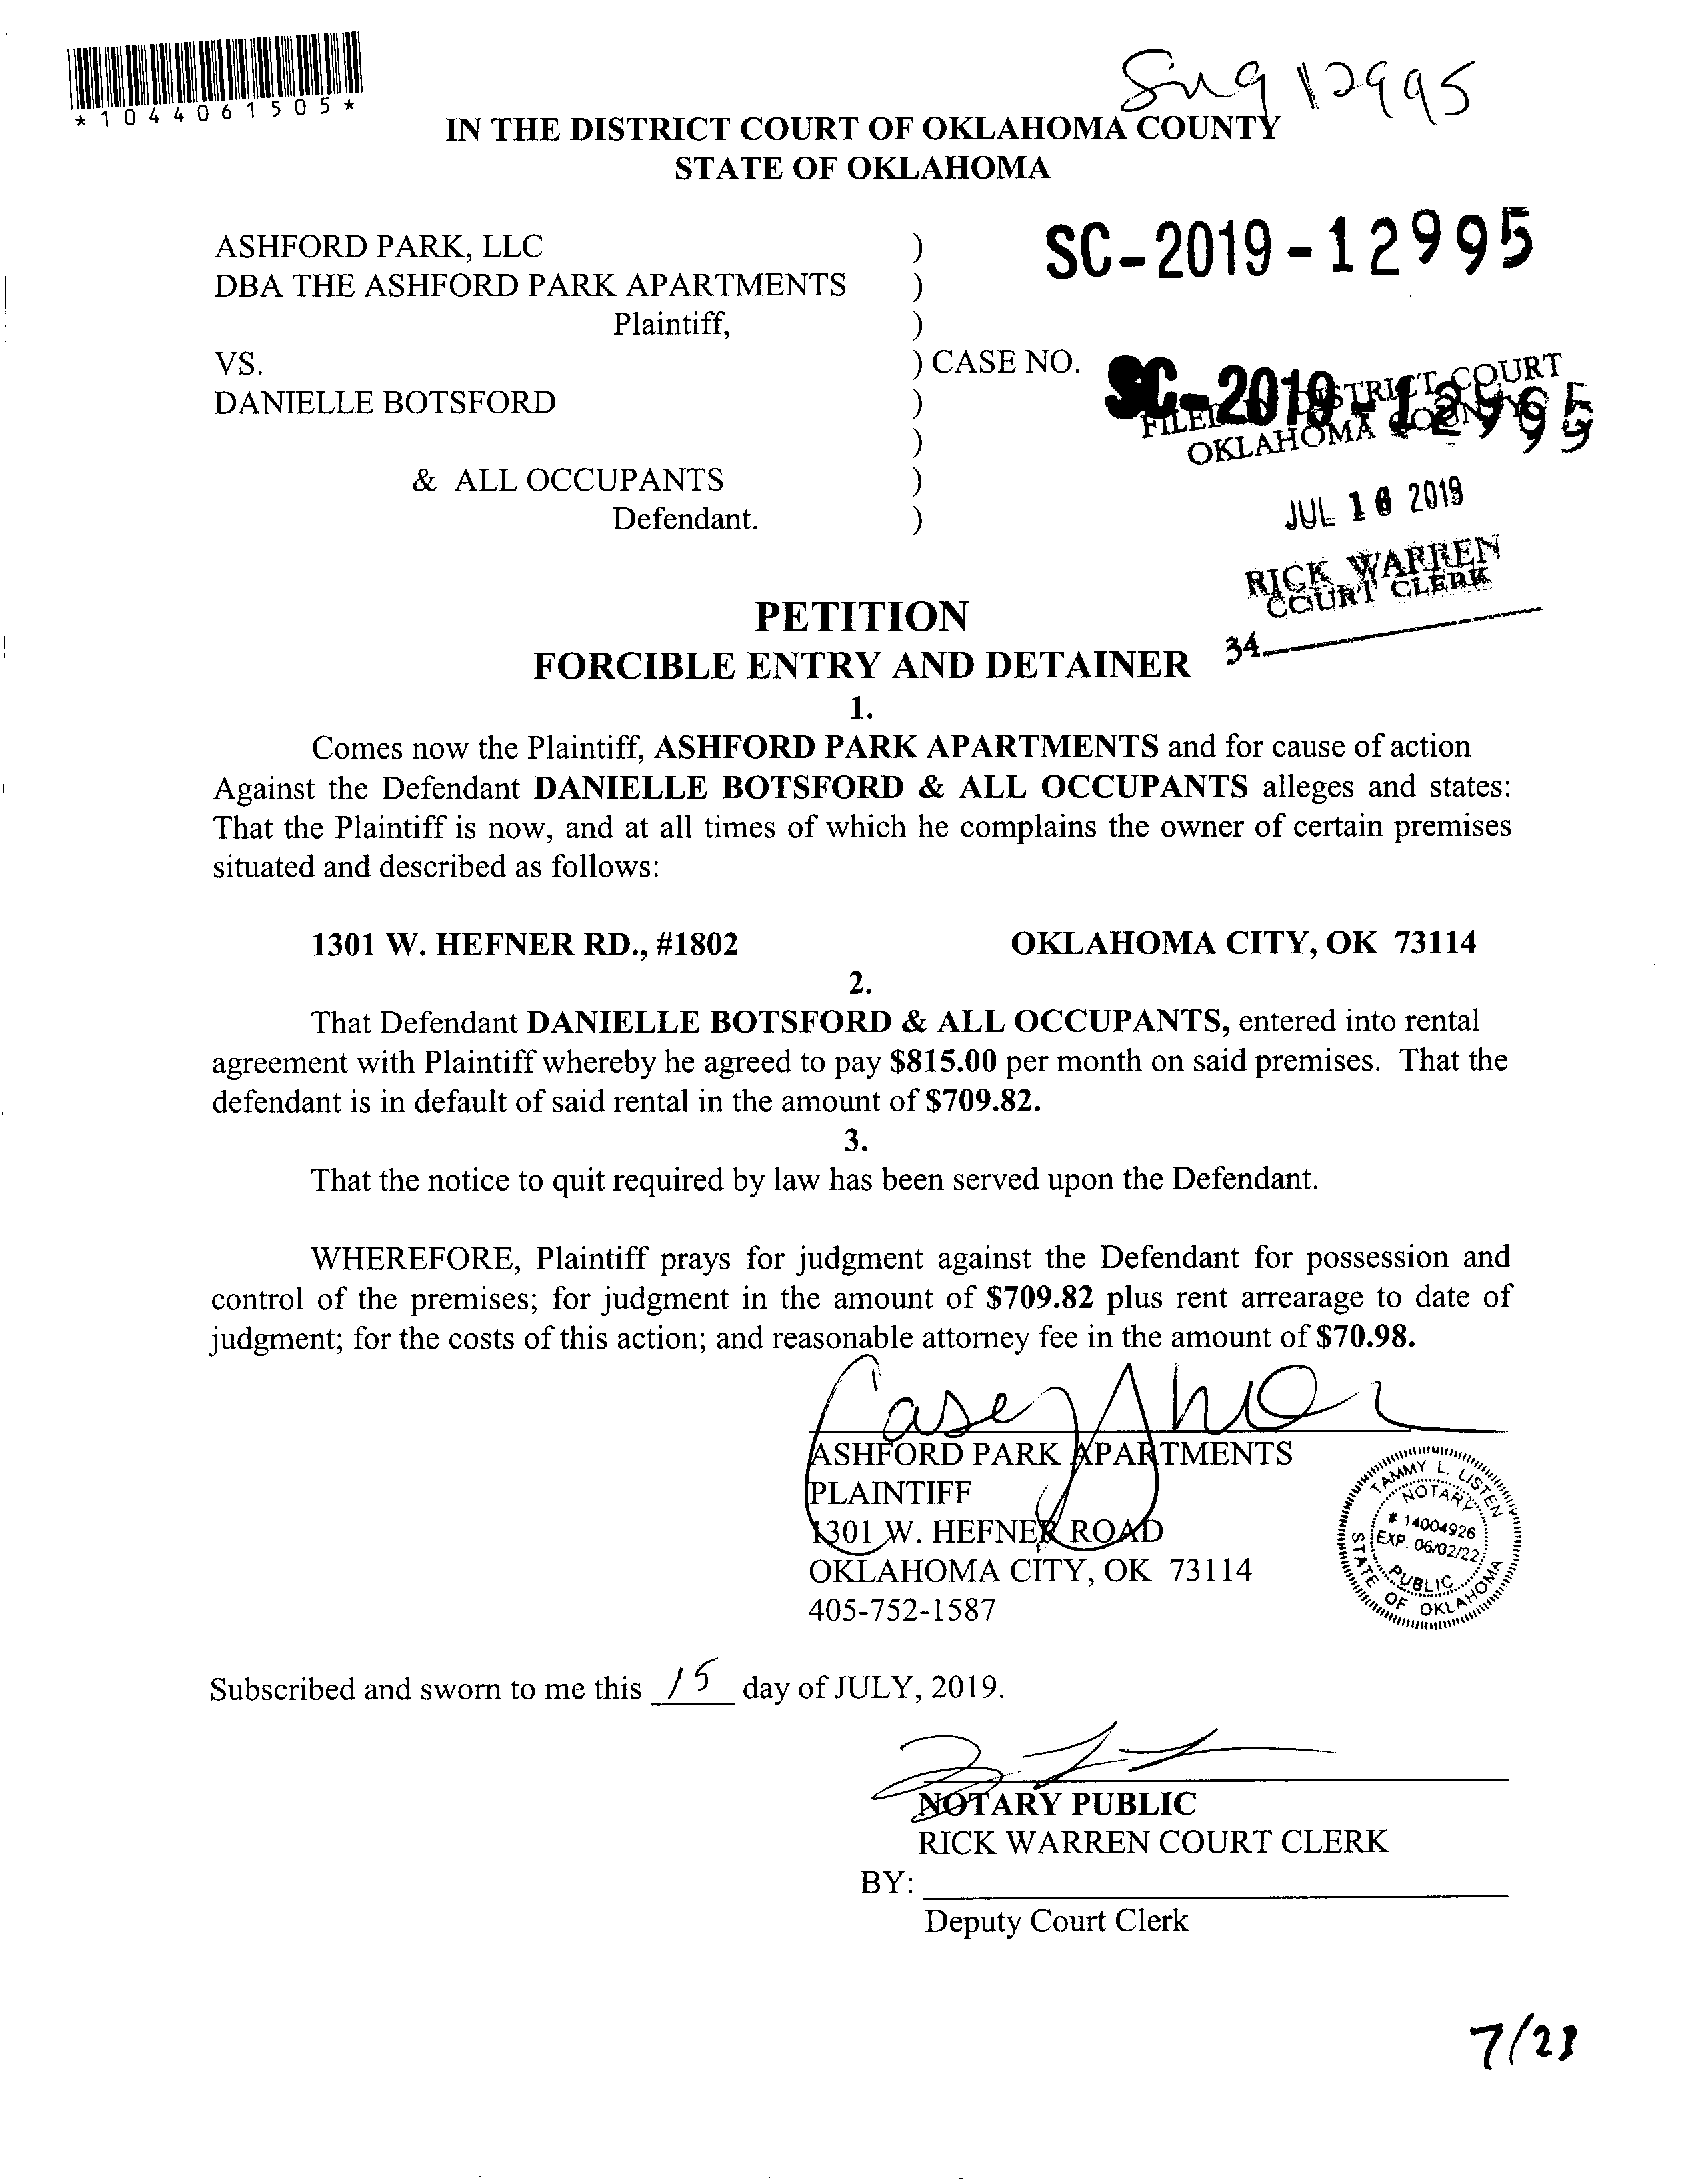 *1044061505*
12995
IN THE DISTRICT COURT OF OKLAHOMA COUNTY
STATE OF OKLAHOMA
ASHFORD PARK, LLC )
DBA THE ASHFORD PARK APARTMENTS )
Plaintiff, )
VS. ) CASE NO.
DANIELLE BOTSFORD )
)
& ALL OCCUPANTS )
Defendant. )
SC-2019-12995
SC-2019-12995
FILED IN DISTRICT COURT
OKLAHOMA COUNTY
JUL 16 2019
RICK WARREN
COURT CLERK
34
PETITION
FORCIBLE ENTRY AND DETAINER
1.
Comes now the Plaintiff, ASHFORD PARK APARTMENTS and for cause of action
Against the Defendant DANIELLE BOTSFORD & ALL OCCUPANTS alleges and states:
That the Plaintiff is now, and at all times of which he complains the owner of certain premises
situated and described as follows:
1301 W. HEFNER RD., #1802 OKLAHOMA CITY, OK 73114
2.
That Defendant DANIELLE BOTSFORD & ALL OCCUPANTS, entered into rental
agreement with Plaintiff whereby he agreed to pay $815.00 per month on said premises. That the
defendant is in default of said rental in the amount of $709.82.
3.
That the notice to quit required by law has been served upon the Defendant.
WHEREFORE, Plaintiff prays for judgment against the Defendant for possession and
control of the premises; for judgment in the amount of $709.82 plus rent arrearage to date of
judgment; for the costs of this action; and reasonable attorney fee in the amount of $70.98.
Casey
ASHFORD PARK APARTMENTS
PLAINTIFF
1301 W. HEFNER ROAD
OKLAHOMA CITY, OK 73114
405-752-1587
TAMMY L. LISTEN
NOTARY
# 14004926
EXP. 06/02/22
PUBLIC
STATE OF OKLAHOMA
Subscribed and sworn to me this 15 day of JULY, 2019.
NOTARY PUBLIC
RICK WARREN COURT CLERK
BY:
Deputy Court Clerk
7/23